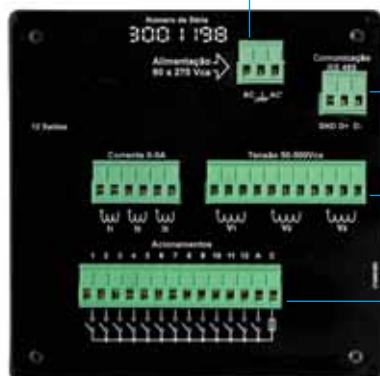 Número de Série
3001198
Alimentação
90 a 270 Vca
AC AC
Comunicação
RS 485
GND D+ D-
12 Saídas
Corrente 0-5A
Tensão 50-500Vca
I1 I2 I3
V1 V2 V3
Acionamentos
1 2 3 4 5 6 7 8 9 10 11 12 A C